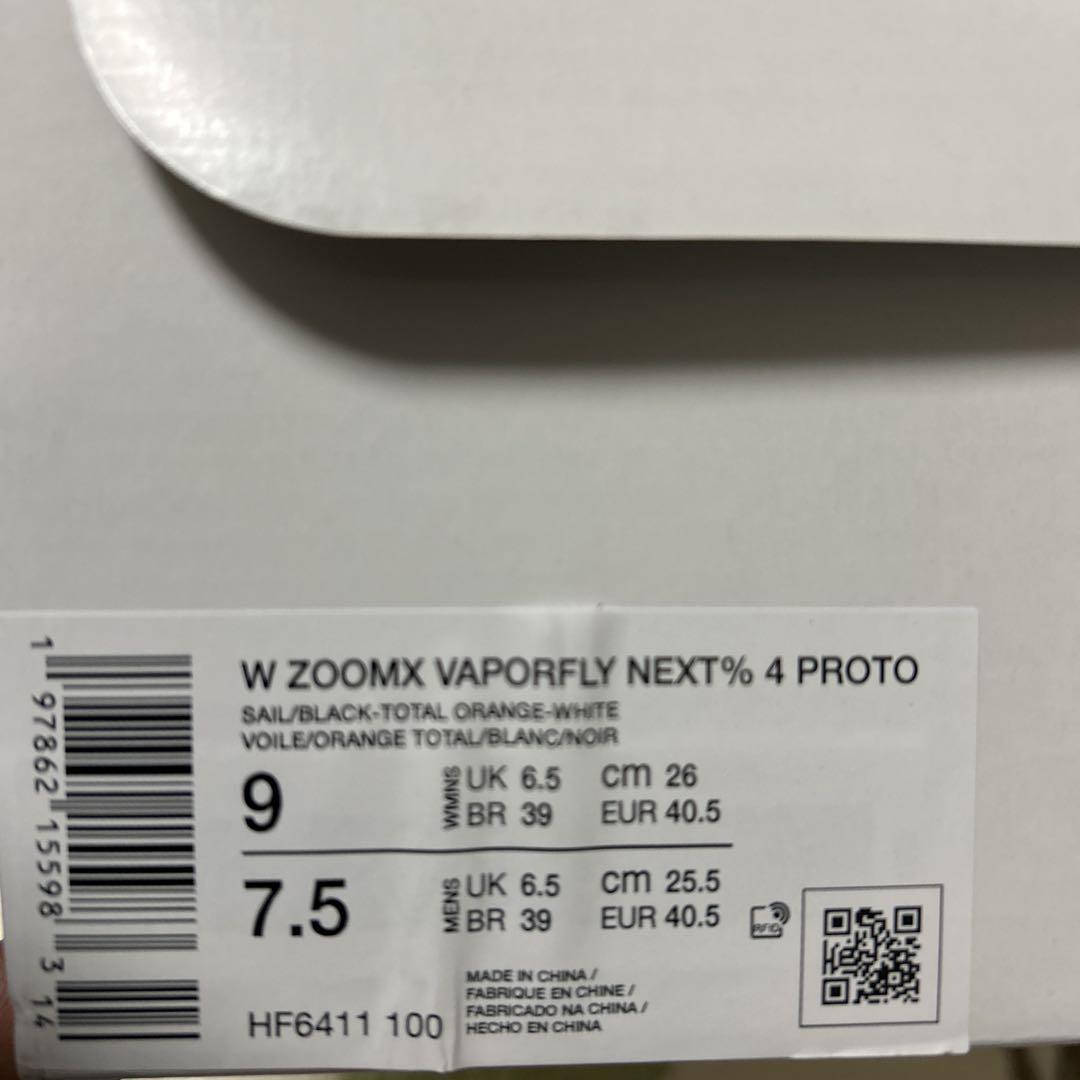 W ZOOMX VAPORFLY NEXT% 4 PROTO
SAIL/BLACK-TOTAL ORANGE-WHITE
VOILE/ORANGE TOTAL/BLANC/NOIR
9
WMNS
UK 6.5 cm 26
BR 39 EUR 40.5
7.5
MENS
UK 6.5 cm 25.5
BR 39 EUR 40.5
RFID
MADE IN CHINA /
FABRIQUE EN CHINE /
FABRICADO NA CHINA /
HECHO EN CHINA
HF6411 100
1 97862 15598 3 14